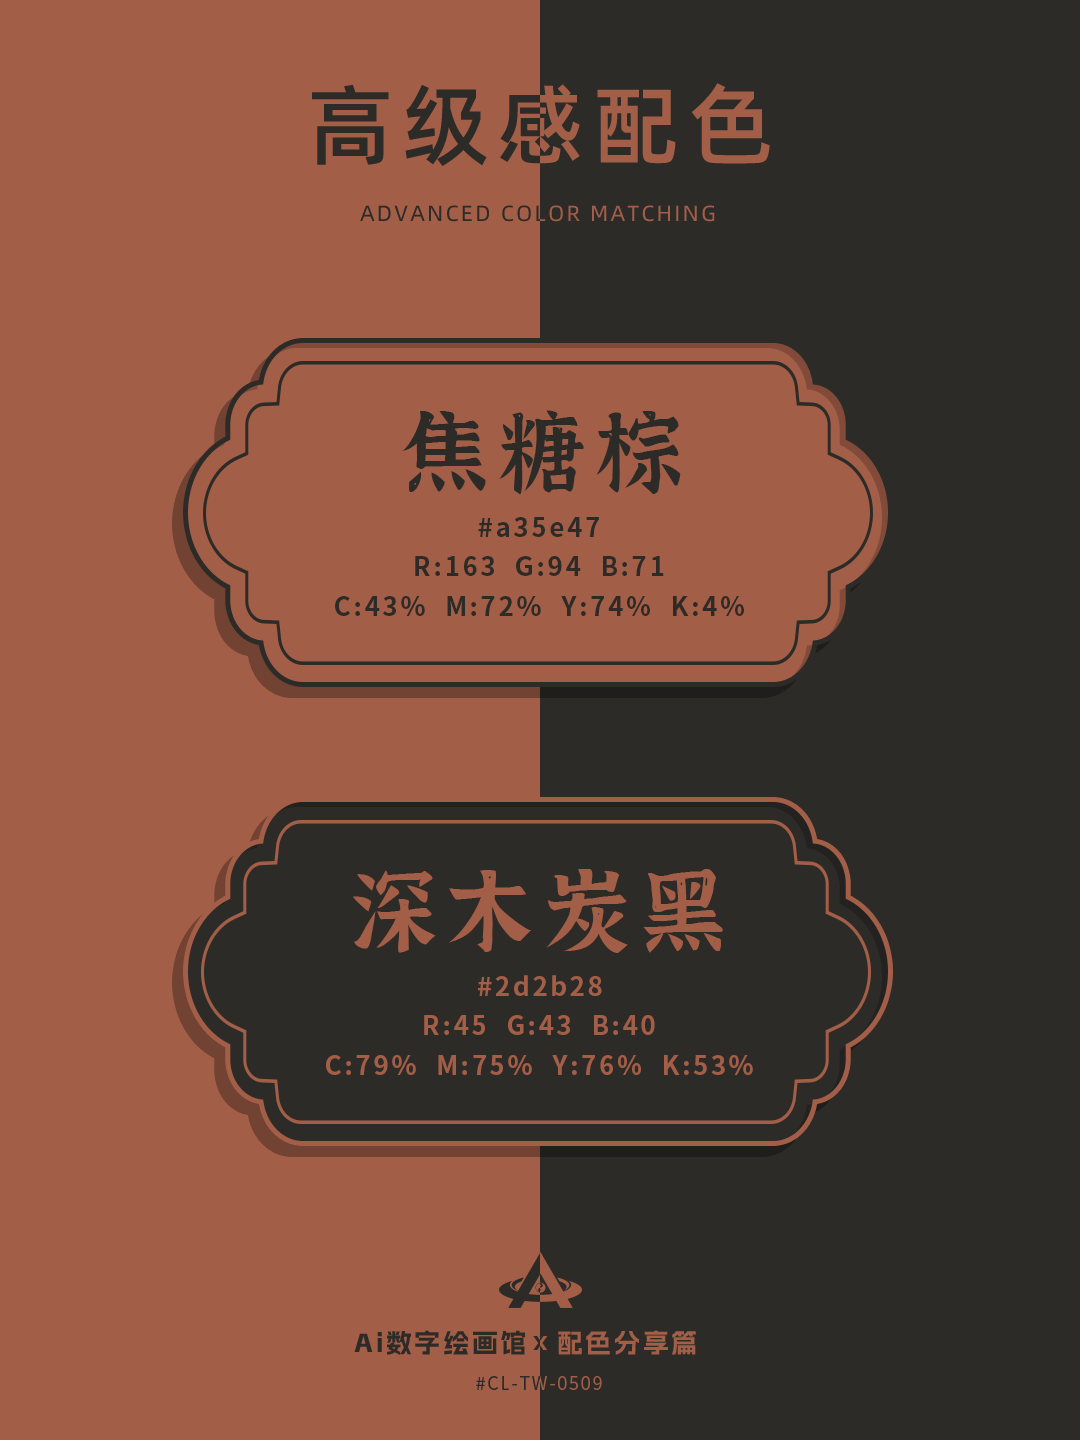 高级感配色
ADVANCED COLOR MATCHING
焦糖棕
#a35e47
R:163 G:94 B:71
C:43% M:72% Y:74% K:4%
深木炭黑
#2d2b28
R:45 G:43 B:40
C:79% M:75% Y:76% K:53%
Ai数字绘画馆 x 配色分享篇
#CL-TW-0509